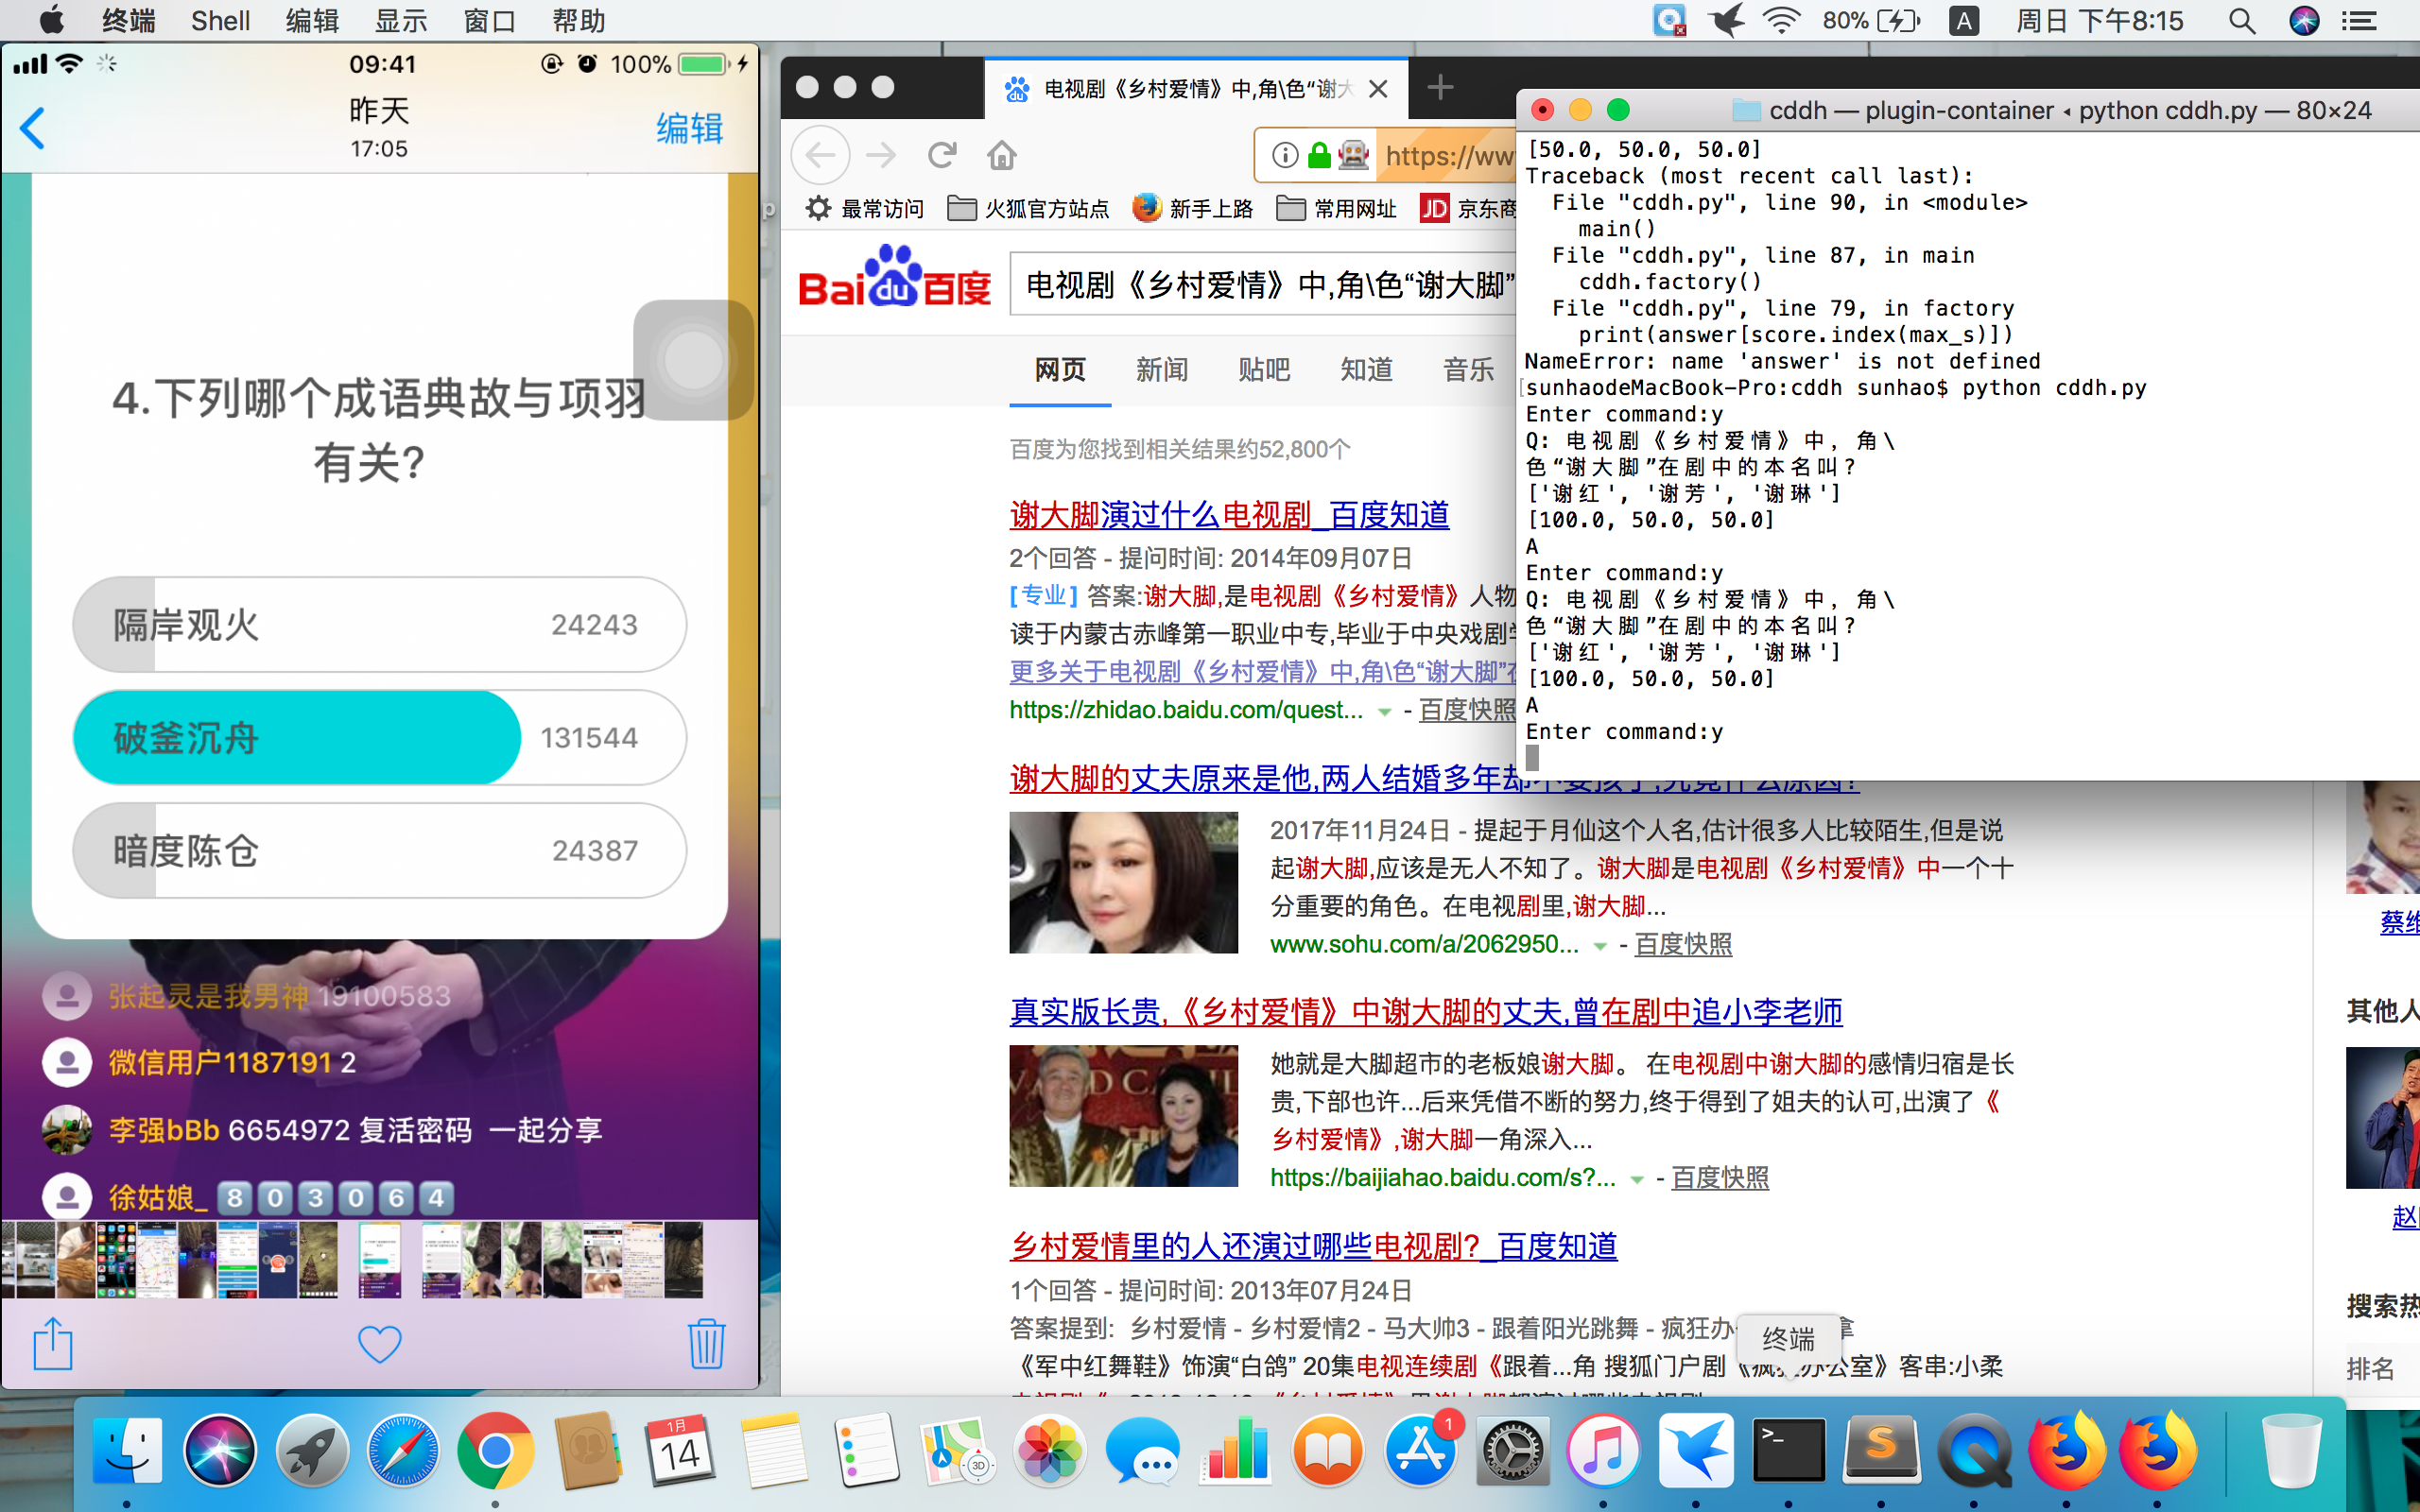 终端 Shell 编辑 显示 窗口 帮助
80% A 周日 下午8:15
09:41 100%
昨天
17:05
编辑
4.下列哪个成语典故与项羽
有关?
隔岸观火 24243
破釜沉舟 131544
暗度陈仓 24387
张起灵是我男神 19100583
微信用户1187191 2
李强bBb 6654972 复活密码 一起分享
徐姑娘_ 8 0 3 0 6 4
电视剧《乡村爱情》中,角\色“谢大
https://ww
最常访问 火狐官方站点 新手上路 常用网址 JD 京东商
Bai du 百度
电视剧《乡村爱情》中,角\色“谢大脚”
网页 新闻 贴吧 知道 音乐
百度为您找到相关结果约52,800个
谢大脚演过什么电视剧_百度知道
2个回答 - 提问时间: 2014年09月07日
[专业] 答案:谢大脚,是电视剧《乡村爱情》人物
读于内蒙古赤峰第一职业中专,毕业于中央戏剧
更多关于电视剧《乡村爱情》中,角\色“谢大脚”
https://zhidao.baidu.com/quest... - 百度快照
谢大脚的丈夫原来是他,两人结婚多年却不要孩子,究竟什么原因?
2017年11月24日 - 提起于月仙这个人名,估计很多人比较陌生,但是说
起谢大脚,应该是无人不知了。谢大脚是电视剧《乡村爱情》中一个十
分重要的角色。在电视剧里,谢大脚...
www.sohu.com/a/2062950... - 百度快照
真实版长贵,《乡村爱情》中谢大脚的丈夫,曾在剧中追小李老师
她就是大脚超市的老板娘谢大脚。 在电视剧中谢大脚的感情归宿是长
贵,下部也许...后来凭借不断的努力,终于得到了姐夫的认可,出演了《
乡村爱情》,谢大脚一角深入...
https://baijiahao.baidu.com/s?... - 百度快照
乡村爱情里的人还演过哪些电视剧?_百度知道
1个回答 - 提问时间: 2013年07月24日
答案提到: 乡村爱情 - 乡村爱情2 - 马大帅3 - 跟着阳光跳舞 - 疯狂办 拿
《军中红舞鞋》饰演“白鸽” 20集电视连续剧《跟着...角 搜狐门户剧《疯狂办公室》客串:小柔
蔡维
其他人
赵
搜索热
排名
cddh — plugin-container ◂ python cddh.py — 80×24
[50.0, 50.0, 50.0]
Traceback (most recent call last):
File "cddh.py", line 90, in <module>
main()
File "cddh.py", line 87, in main
cddh.factory()
File "cddh.py", line 79, in factory
print(answer[score.index(max_s)])
NameError: name 'answer' is not defined
[sunhaodeMacBook-Pro:cddh sunhao$ python cddh.py
Enter command:y
Q: 电视剧《乡村爱情》中, 角\
色“谢大脚”在剧中的本名叫?
['谢红', '谢芳', '谢琳']
[100.0, 50.0, 50.0]
A
Enter command:y
Q: 电视剧《乡村爱情》中, 角\
色“谢大脚”在剧中的本名叫?
['谢红', '谢芳', '谢琳']
[100.0, 50.0, 50.0]
A
Enter command:y
终端
1月
14
3D
1